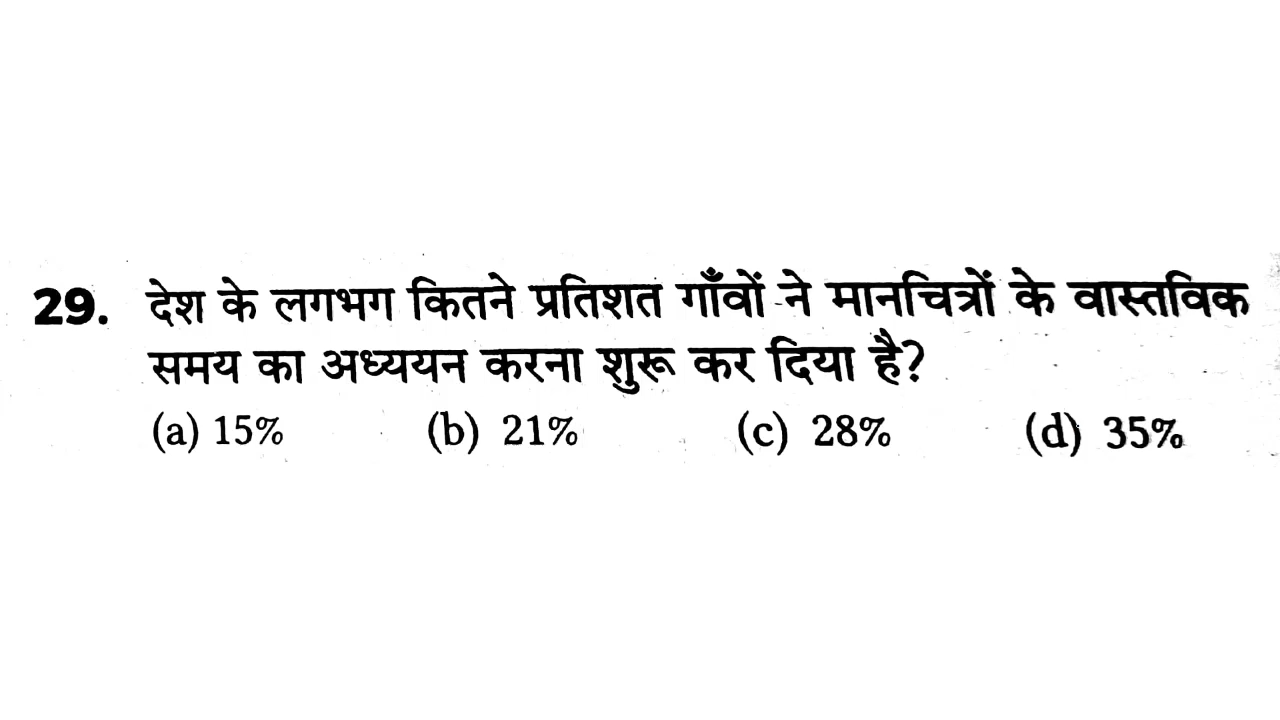 29. देश के लगभग कितने प्रतिशत गाँवों ने मानचित्रों के वास्तविक
समय का अध्ययन करना शुरू कर दिया है?
(a) 15% (b) 21% (c) 28% (d) 35%